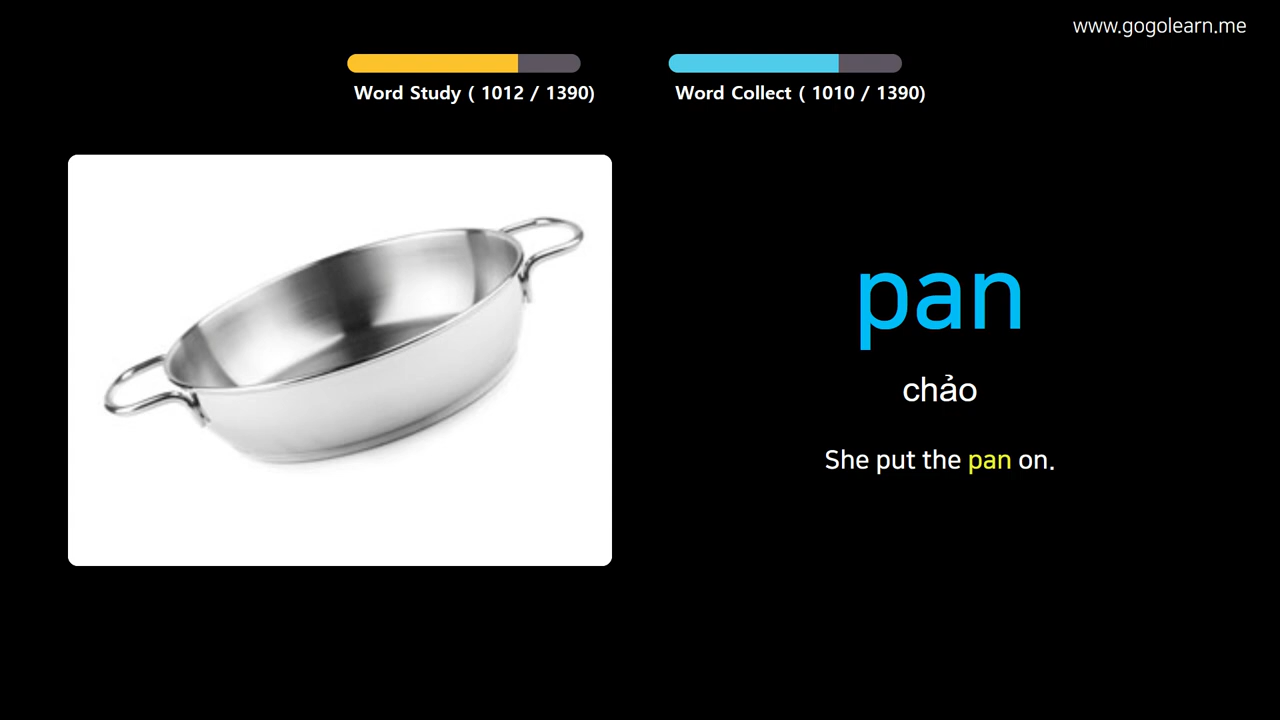 www.gogolearn.me
Word Study ( 1012 / 1390)
Word Collect ( 1010 / 1390)
pan
chảo
She put the pan on.